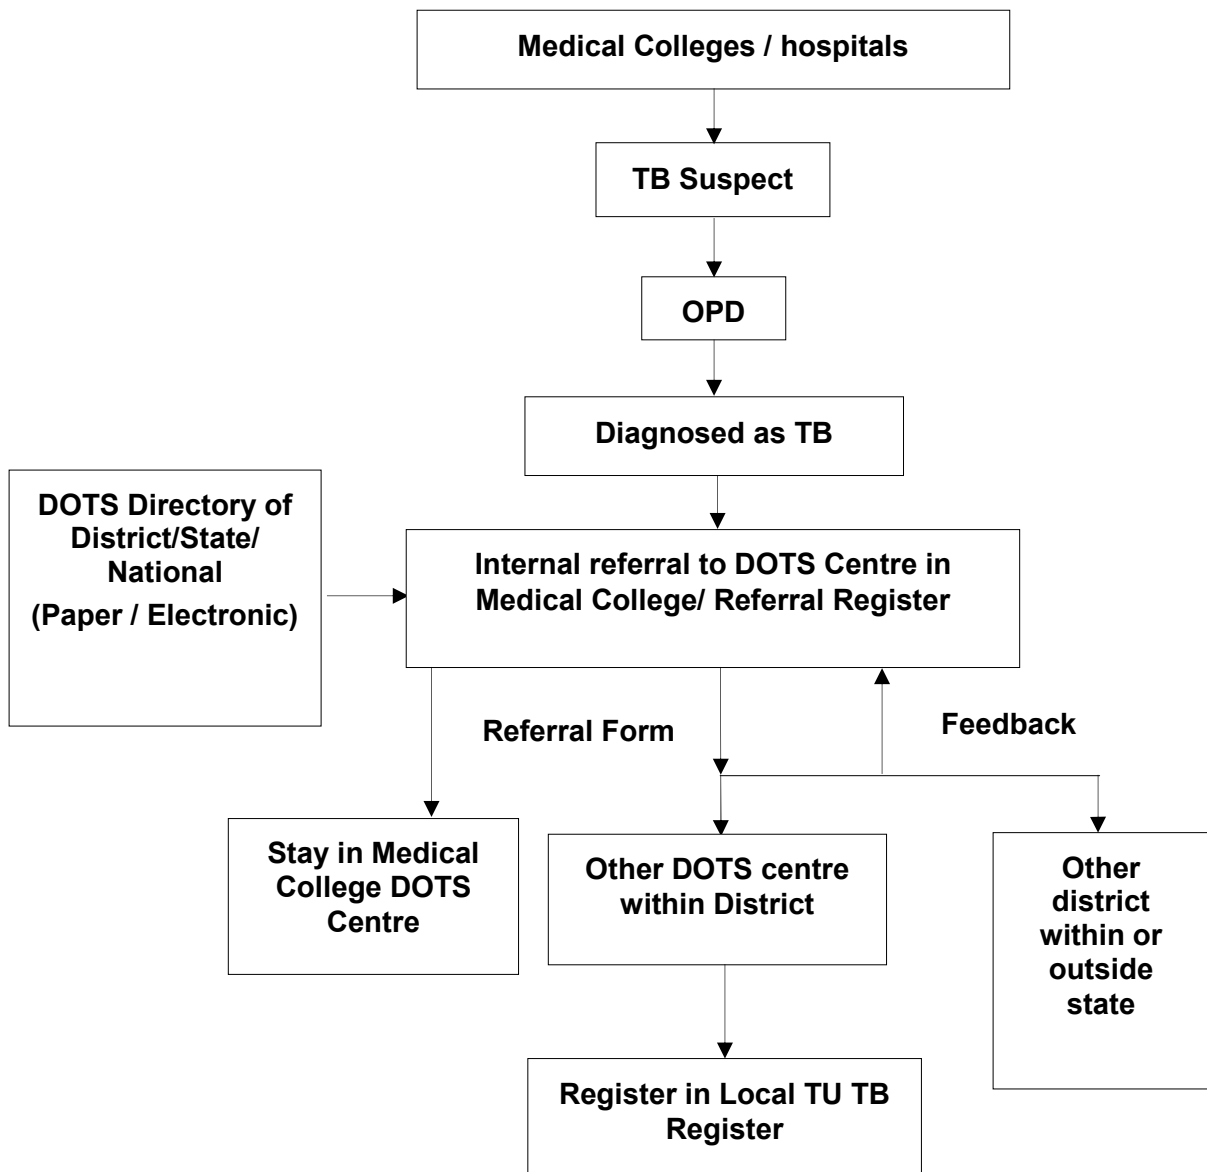 Medical Colleges / hospitals
TB Suspect
OPD
Diagnosed as TB
DOTS Directory of
District/State/
National
(Paper / Electronic)
Internal referral to DOTS Centre in
Medical College/ Referral Register
Referral Form
Feedback
Stay in Medical
College DOTS
Centre
Other DOTS centre
within District
Other
district
within or
outside
state
Register in Local TU TB
Register